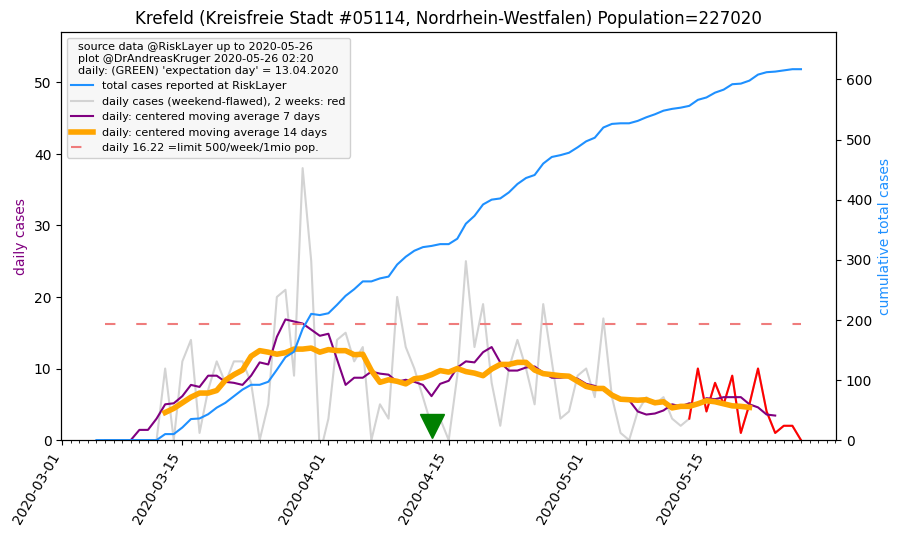 Krefeld (Kreisfreie Stadt #05114, Nordrhein-Westfalen) Population=227020
source data @RiskLayer up to 2020-05-26
plot @DrAndreasKruger 2020-05-26 02:20
daily: (GREEN) 'expectation day' = 13.04.2020
total cases reported at RiskLayer
daily cases (weekend-flawed), 2 weeks: red
daily: centered moving average 7 days
daily: centered moving average 14 days
daily 16.22 =limit 500/week/1mio pop.
daily cases
50
40
30
20
10
0
600
500
400
300
200
100
0
cumulative total cases
2020-03-01
2020-03-15
2020-04-01
2020-04-15
2020-05-01
2020-05-15